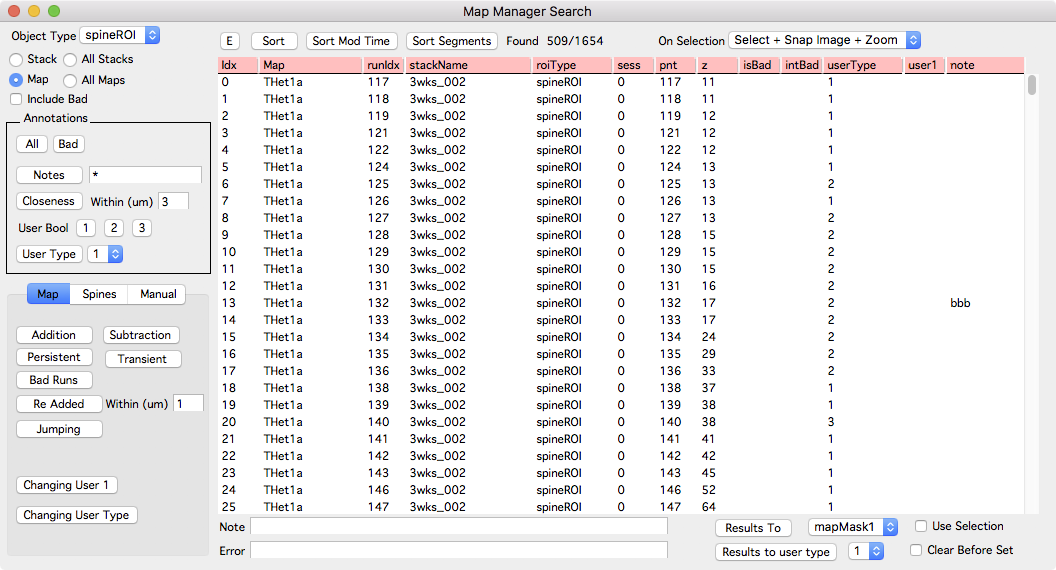 Map Manager Search
Object Type spineROI
Stack All Stacks
Map All Maps
Include Bad
Annotations
All Bad
Notes *
Closeness Within (um) 3
User Bool 1 2 3
User Type 1
Map Spines Manual
Addition Subtraction
Persistent Transient
Bad Runs
Re Added Within (um) 1
Jumping
Changing User 1
Changing User Type
E Sort Sort Mod Time Sort Segments Found 509/1654 On Selection Select + Snap Image + Zoom
Idx Map runIdx stackName roiType sess pnt z isBad intBad userType user1 note
0 THet1a 117 3wks_002 spineROI 0 117 11 1
1 THet1a 118 3wks_002 spineROI 0 118 11 1
2 THet1a 119 3wks_002 spineROI 0 119 12 1
3 THet1a 121 3wks_002 spineROI 0 121 12 1
4 THet1a 122 3wks_002 spineROI 0 122 12 1
5 THet1a 124 3wks_002 spineROI 0 124 13 1
6 THet1a 125 3wks_002 spineROI 0 125 13 2
7 THet1a 126 3wks_002 spineROI 0 126 13 1
8 THet1a 127 3wks_002 spineROI 0 127 13 2
9 THet1a 128 3wks_002 spineROI 0 128 15 2
10 THet1a 129 3wks_002 spineROI 0 129 15 2
11 THet1a 130 3wks_002 spineROI 0 130 15 2
12 THet1a 131 3wks_002 spineROI 0 131 16 2
13 THet1a 132 3wks_002 spineROI 0 132 17 2 bbb
14 THet1a 133 3wks_002 spineROI 0 133 17 2
15 THet1a 134 3wks_002 spineROI 0 134 24 2
16 THet1a 135 3wks_002 spineROI 0 135 29 2
17 THet1a 136 3wks_002 spineROI 0 136 33 2
18 THet1a 138 3wks_002 spineROI 0 138 37 1
19 THet1a 139 3wks_002 spineROI 0 139 38 1
20 THet1a 140 3wks_002 spineROI 0 140 38 3
21 THet1a 141 3wks_002 spineROI 0 141 41 1
22 THet1a 142 3wks_002 spineROI 0 142 42 1
23 THet1a 143 3wks_002 spineROI 0 143 45 1
24 THet1a 146 3wks_002 spineROI 0 146 52 1
25 THet1a 147 3wks_002 spineROI 0 147 64 1
Note Results To mapMask1 Use Selection
Error Results to user type 1 Clear Before Set